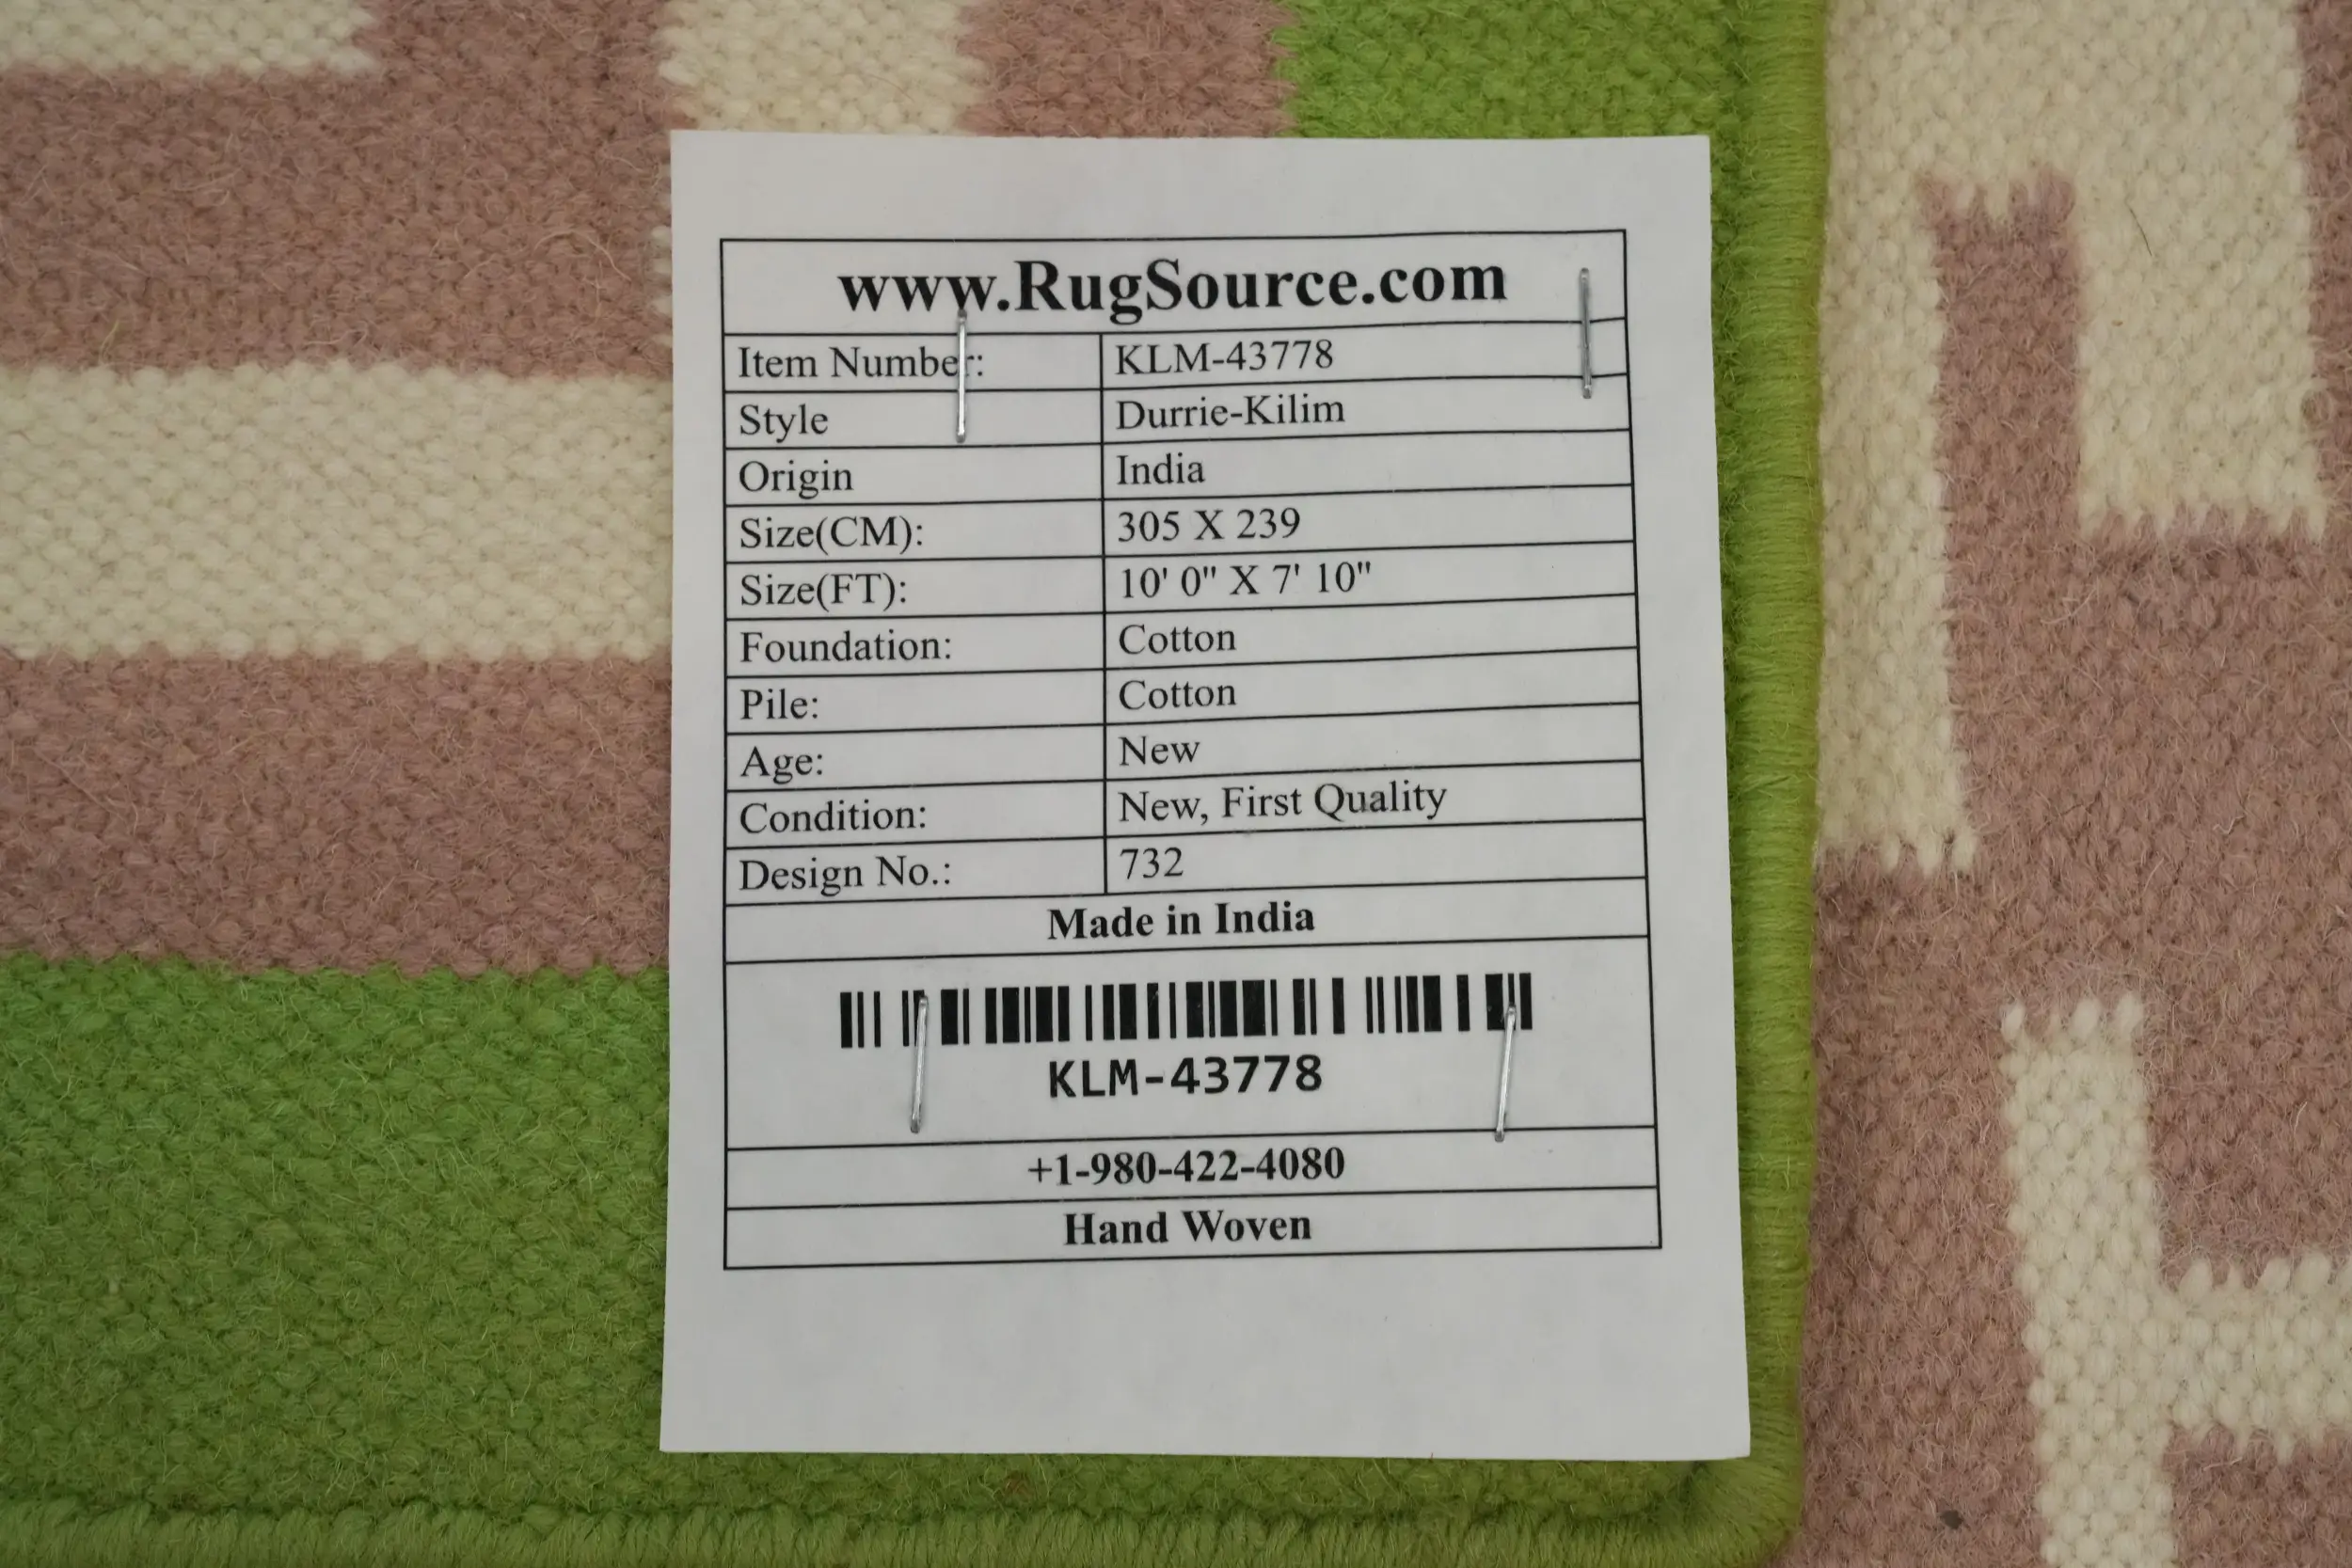 www.RugSource.com
Item Number: KLM-43778
Style Durrie-Kilim
Origin India
Size(CM): 305 X 239
Size(FT): 10' 0" X 7' 10"
Foundation: Cotton
Pile: Cotton
Age: New
Condition: New, First Quality
Design No.: 732
Made in India
KLM-43778
+1-980-422-4080
Hand Woven